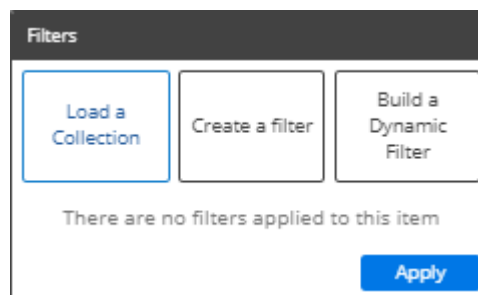 Filters
Load a
Collection
Create a filter
Build a
Dynamic
Filter
There are no filters applied to this item
Apply